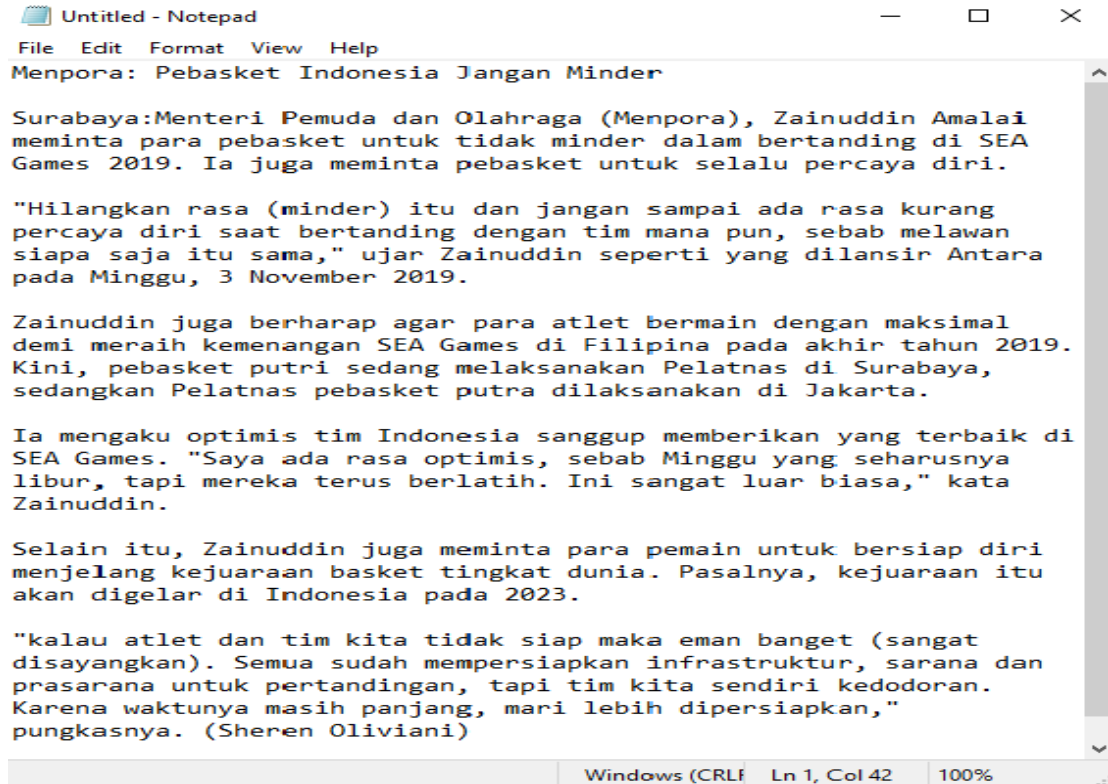 Untitled - Notepad
File Edit Format View Help
Menpora: Pebasket Indonesia Jangan Minder
Surabaya:Menteri Pemuda dan Olahraga (Menpora), Zainuddin Amalai
meminta para pebasket untuk tidak minder dalam bertanding di SEA
Games 2019. Ia juga meminta pebasket untuk selalu percaya diri.
"Hilangkan rasa (minder) itu dan jangan sampai ada rasa kurang
percaya diri saat bertanding dengan tim mana pun, sebab melawan
siapa saja itu sama," ujar Zainuddin seperti yang dilansir Antara
pada Minggu, 3 November 2019.
Zainuddin juga berharap agar para atlet bermain dengan maksimal
demi meraih kemenangan SEA Games di Filipina pada akhir tahun 2019.
Kini, pebasket putri sedang melaksanakan Pelatnas di Surabaya,
sedangkan Pelatnas pebasket putra dilaksanakan di Jakarta.
Ia mengaku optimis tim Indonesia sanggup memberikan yang terbaik di
SEA Games. "Saya ada rasa optimis, sebab Minggu yang seharusnya
libur, tapi mereka terus berlatih. Ini sangat luar biasa," kata
Zainuddin.
Selain itu, Zainuddin juga meminta para pemain untuk bersiap diri
menjelang kejuaraan basket tingkat dunia. Pasalnya, kejuaraan itu
akan digelar di Indonesia pada 2023.
"kalau atlet dan tim kita tidak siap maka eman banget (sangat
disayangkan). Semua sudah mempersiapkan infrastruktur, sarana dan
prasarana untuk pertandingan, tapi tim kita sendiri kedodoran.
Karena waktunya masih panjang, mari lebih dipersiapkan,"
pungkasnya. (Sheren Oliviani)
Windows (CRLF Ln 1, Col 42 100%